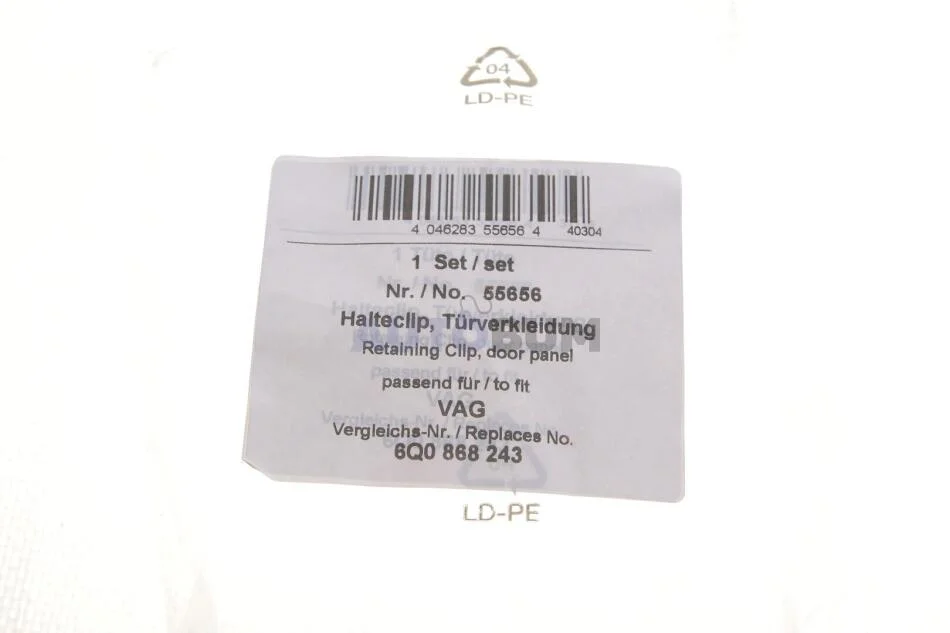 04
LD-PE
4 046283 55656 4 40304
1 Set / set
Nr. / No. 55656
Halteclip, Türverkleidung
Retaining Clip, door panel
passend für / to fit
VAG
Vergleichs-Nr. / Replaces No.
6Q0 868 243
LD-PE